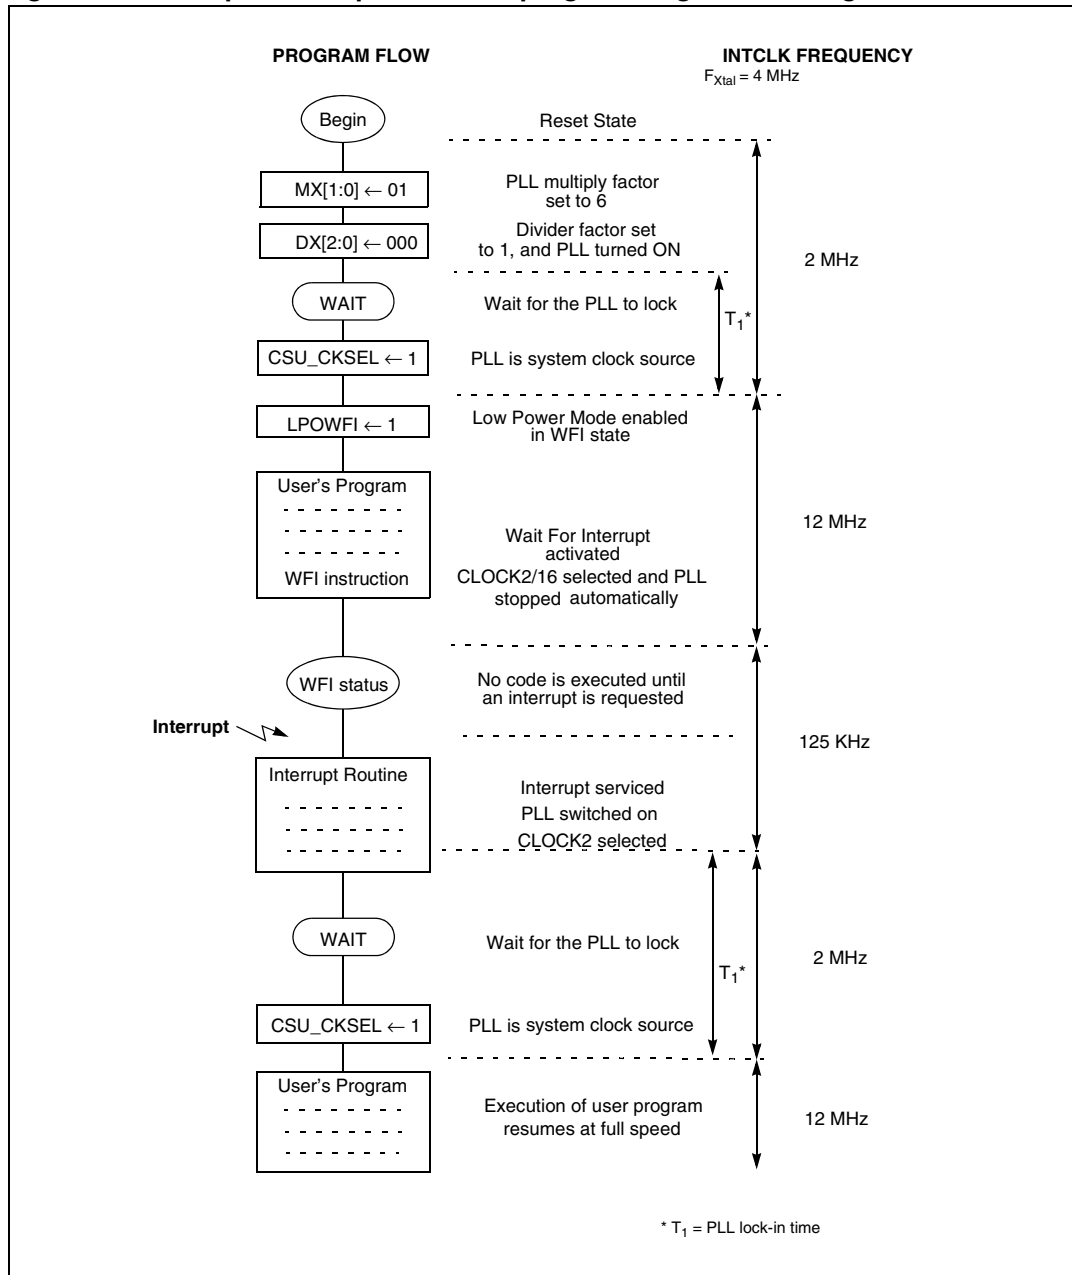 PROGRAM FLOW
INTCLK FREQUENCY
FXtal = 4 MHz
Begin
Reset State
MX[1:0] ← 01
PLL multiply factor
set to 6
DX[2:0] ← 000
Divider factor set
to 1, and PLL turned ON
2 MHz
WAIT
Wait for the PLL to lock
T1*
CSU_CKSEL ← 1
PLL is system clock source
LPOWFI ← 1
Low Power Mode enabled
in WFI state
User's Program
WFI instruction
Wait For Interrupt
activated
CLOCK2/16 selected and PLL
stopped automatically
12 MHz
WFI status
No code is executed until
an interrupt is requested
Interrupt
125 KHz
Interrupt Routine
Interrupt serviced
PLL switched on
CLOCK2 selected
WAIT
Wait for the PLL to lock
2 MHz
T1*
CSU_CKSEL ← 1
PLL is system clock source
User's Program
Execution of user program
resumes at full speed
12 MHz
* T1 = PLL lock-in time